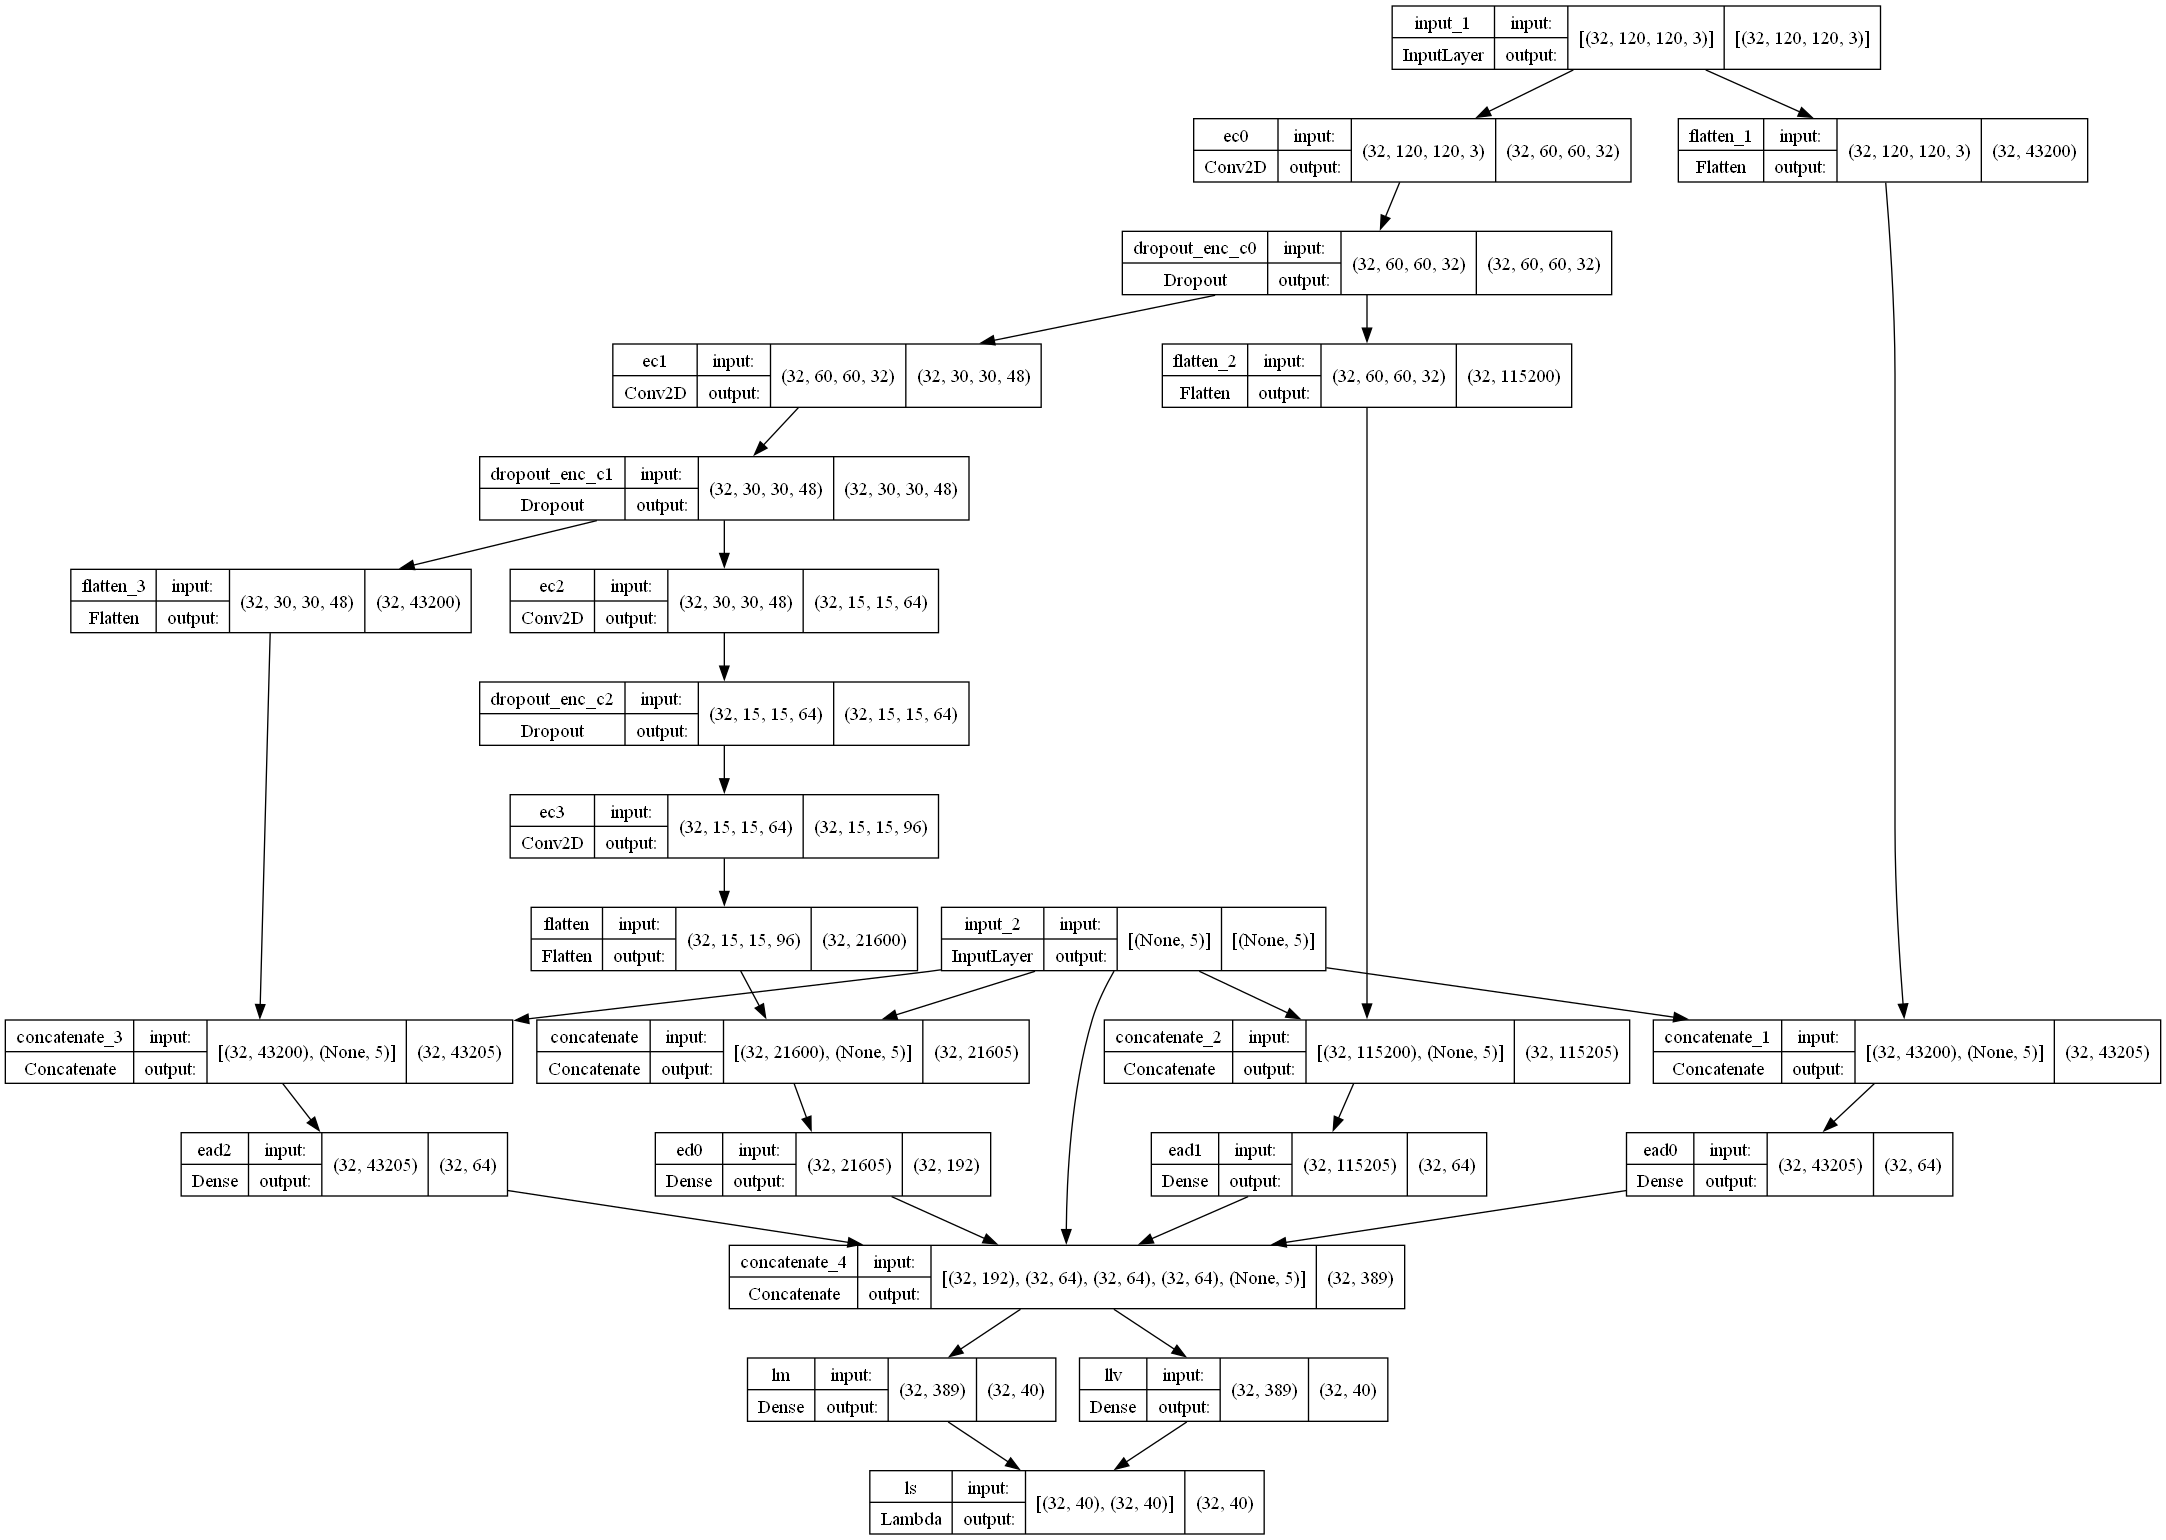 input_1 input: [(32, 120, 120, 3)] [(32, 120, 120, 3)]
InputLayer output:
ec0 input: (32, 120, 120, 3) (32, 60, 60, 32)
Conv2D output:
flatten_1 input: (32, 120, 120, 3) (32, 43200)
Flatten output:
dropout_enc_c0 input: (32, 60, 60, 32) (32, 60, 60, 32)
Dropout output:
ec1 input: (32, 60, 60, 32) (32, 30, 30, 48)
Conv2D output:
flatten_2 input: (32, 60, 60, 32) (32, 115200)
Flatten output:
dropout_enc_c1 input: (32, 30, 30, 48) (32, 30, 30, 48)
Dropout output:
flatten_3 input: (32, 30, 30, 48) (32, 43200)
Flatten output:
ec2 input: (32, 30, 30, 48) (32, 15, 15, 64)
Conv2D output:
dropout_enc_c2 input: (32, 15, 15, 64) (32, 15, 15, 64)
Dropout output:
ec3 input: (32, 15, 15, 64) (32, 15, 15, 96)
Conv2D output:
flatten input: (32, 15, 15, 96) (32, 21600)
Flatten output:
input_2 input: [(None, 5)] [(None, 5)]
InputLayer output:
concatenate_3 input: [(32, 43200), (None, 5)] (32, 43205)
Concatenate output:
concatenate input: [(32, 21600), (None, 5)] (32, 21605)
Concatenate output:
concatenate_2 input: [(32, 115200), (None, 5)] (32, 115205)
Concatenate output:
concatenate_1 input: [(32, 43200), (None, 5)] (32, 43205)
Concatenate output:
ead2 input: (32, 43205) (32, 64)
Dense output:
ed0 input: (32, 21605) (32, 192)
Dense output:
ead1 input: (32, 115205) (32, 64)
Dense output:
ead0 input: (32, 43205) (32, 64)
Dense output:
concatenate_4 input: [(32, 192), (32, 64), (32, 64), (32, 64), (None, 5)] (32, 389)
Concatenate output:
lm input: (32, 389) (32, 40)
Dense output:
llv input: (32, 389) (32, 40)
Dense output:
ls input: [(32, 40), (32, 40)] (32, 40)
Lambda output: